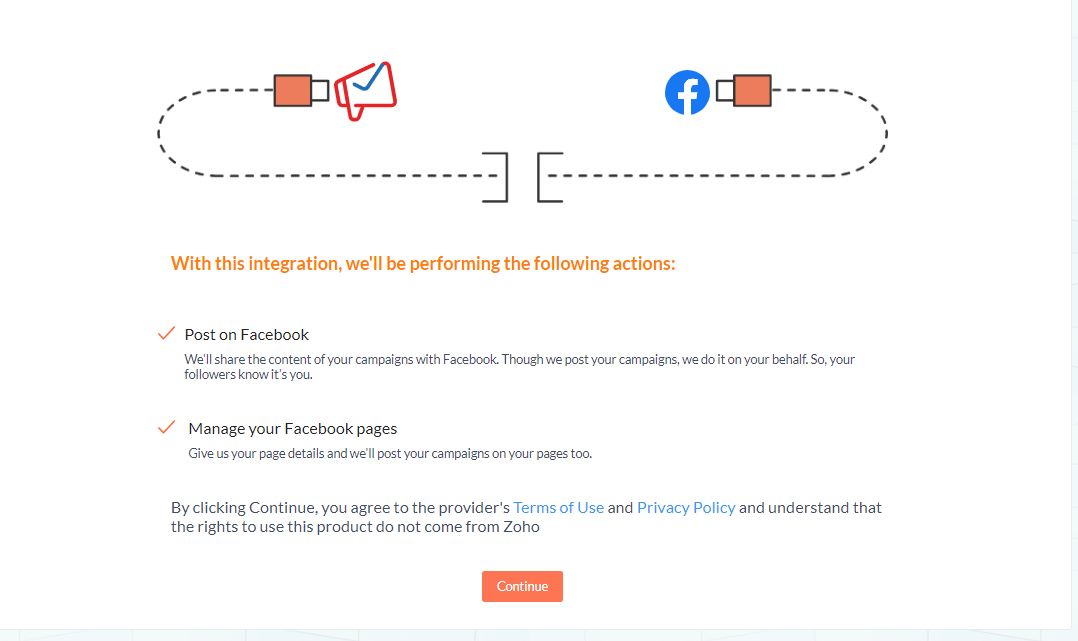 With this integration, we'll be performing the following actions:
Post on Facebook
We'll share the content of your campaigns with Facebook. Though we post your campaigns, we do it on your behalf. So, your
followers know it's you.
Manage your Facebook pages
Give us your page details and we'll post your campaigns on your pages too.
By clicking Continue, you agree to the provider's Terms of Use and Privacy Policy and understand that
the rights to use this product do not come from Zoho
Continue